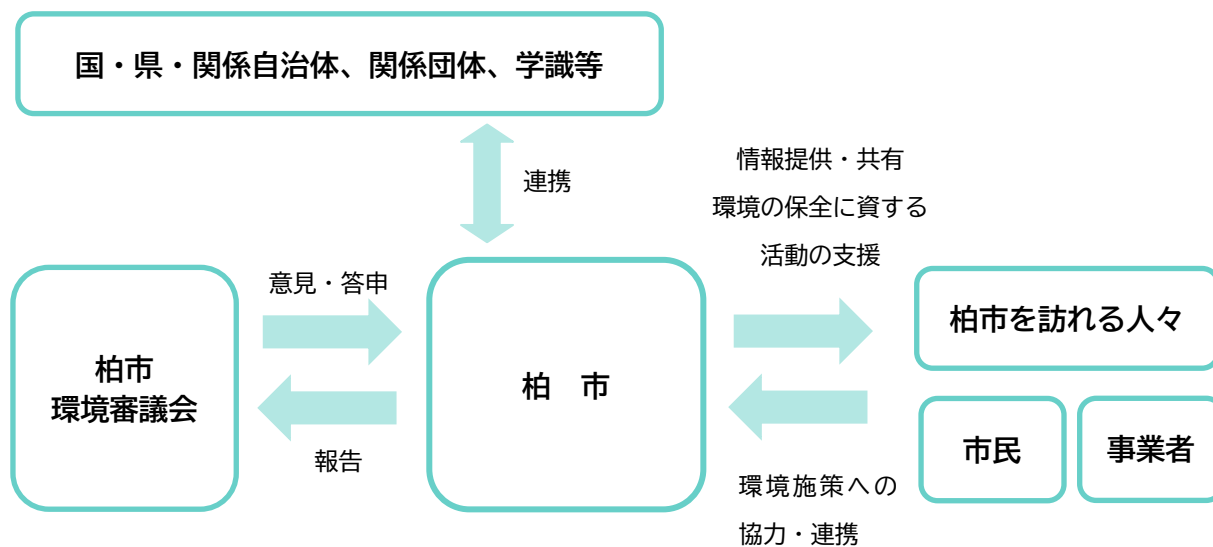 国・県・関係自治体、関係団体、学識等
連携
情報提供・共有
環境の保全に資する
活動の支援
意見・答申
柏市
環境審議会
報告
柏　市
柏市を訪れる人々
市民
事業者
環境施策への
協力・連携